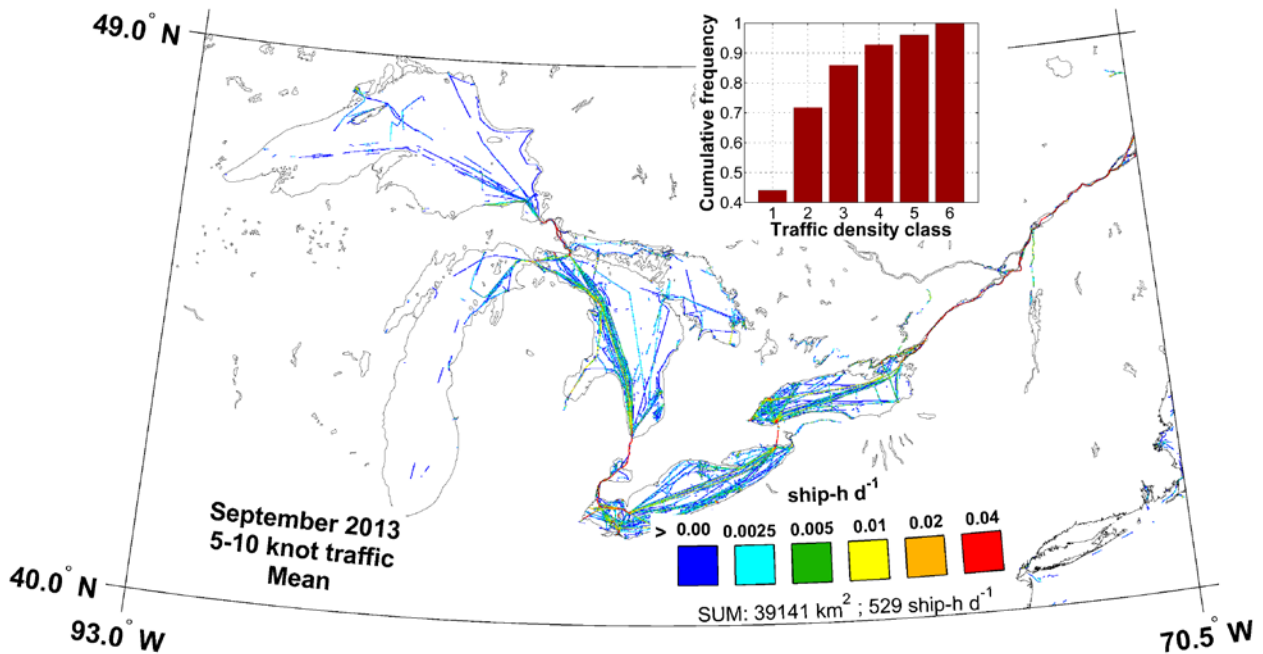 49.0° N
1
0.9
0.8
0.7
0.6
0.5
0.4
Cumulative frequency
1 2 3 4 5 6
Traffic density class
September 2013
5-10 knot traffic
Mean
ship-h d⁻¹
> 0.00 0.0025 0.005 0.01 0.02 0.04
SUM: 39141 km² ; 529 ship-h d⁻¹
40.0° N
93.0° W
70.5° W